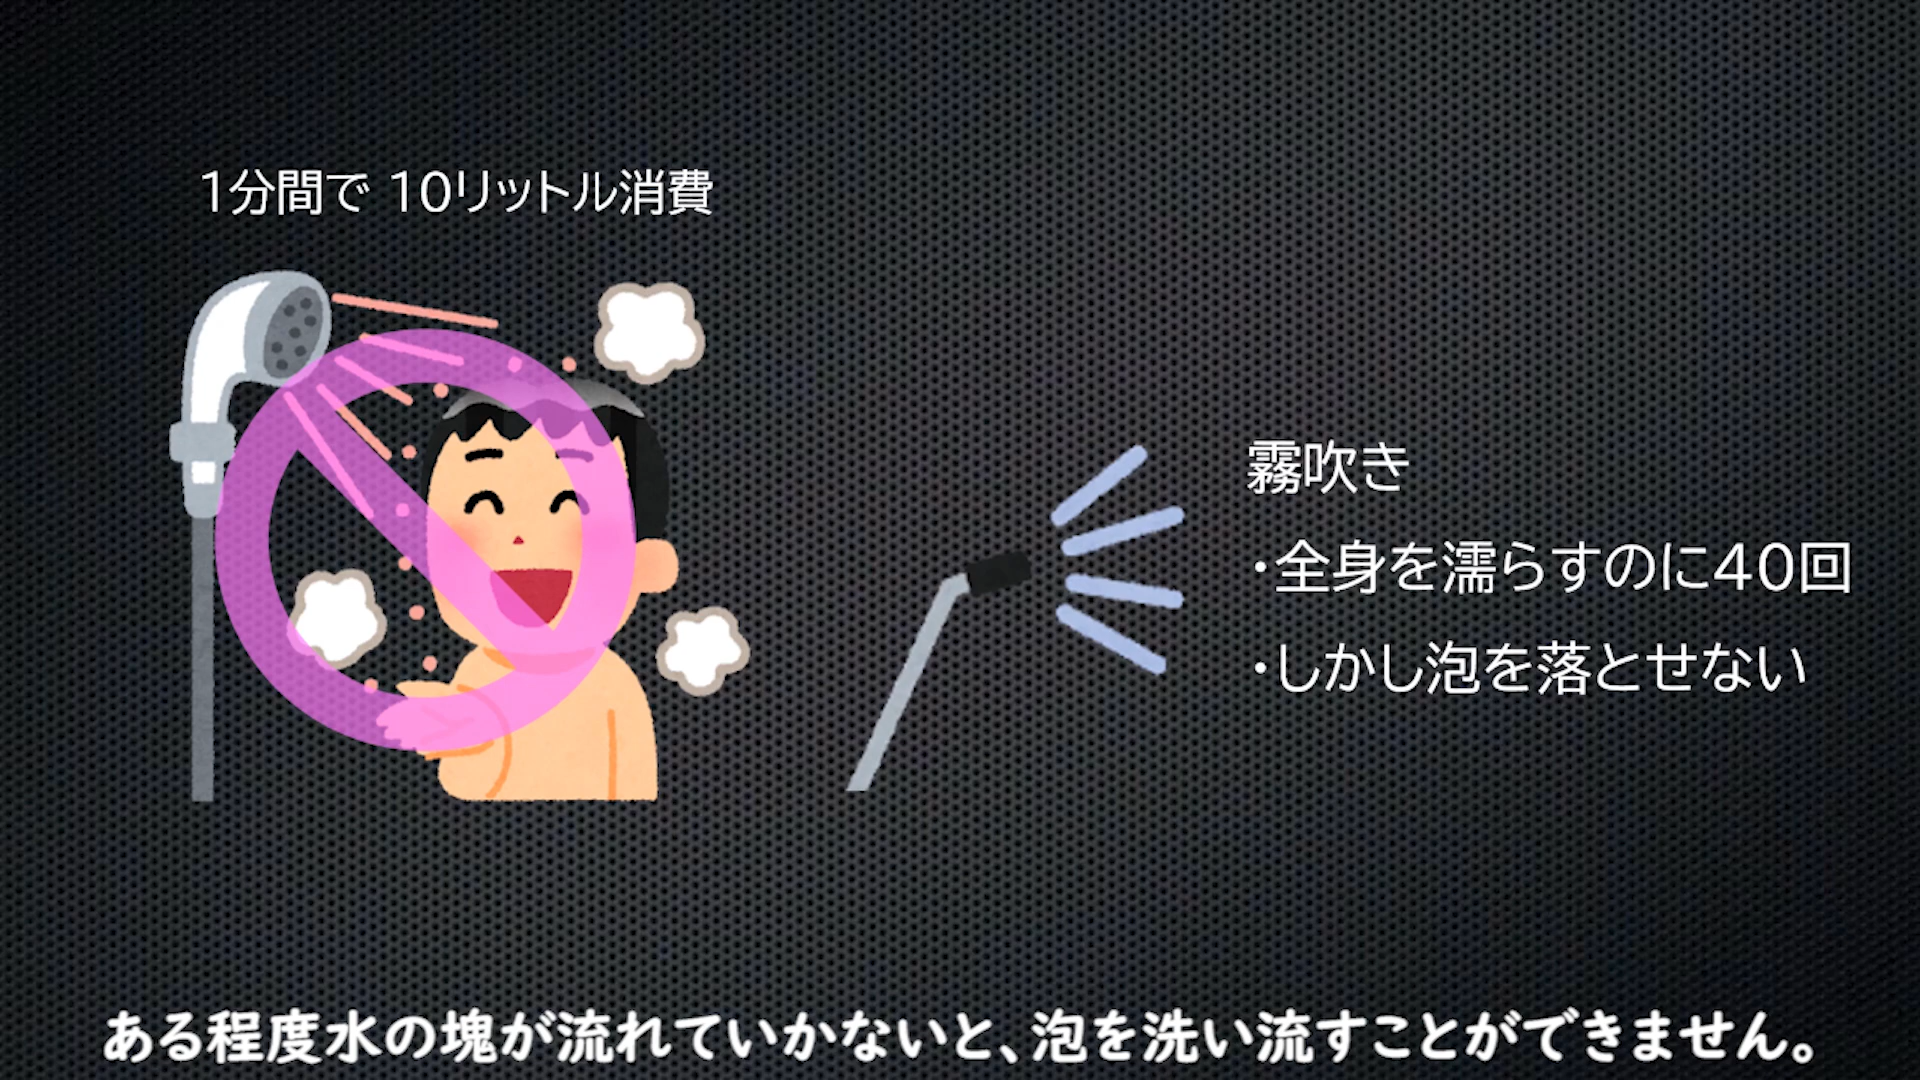 1分間で 10リットル消費
霧吹き
・全身を濡らすのに40回
・しかし泡を落とせない
ある程度水の塊が流れていかないと、泡を洗い流すことができません。